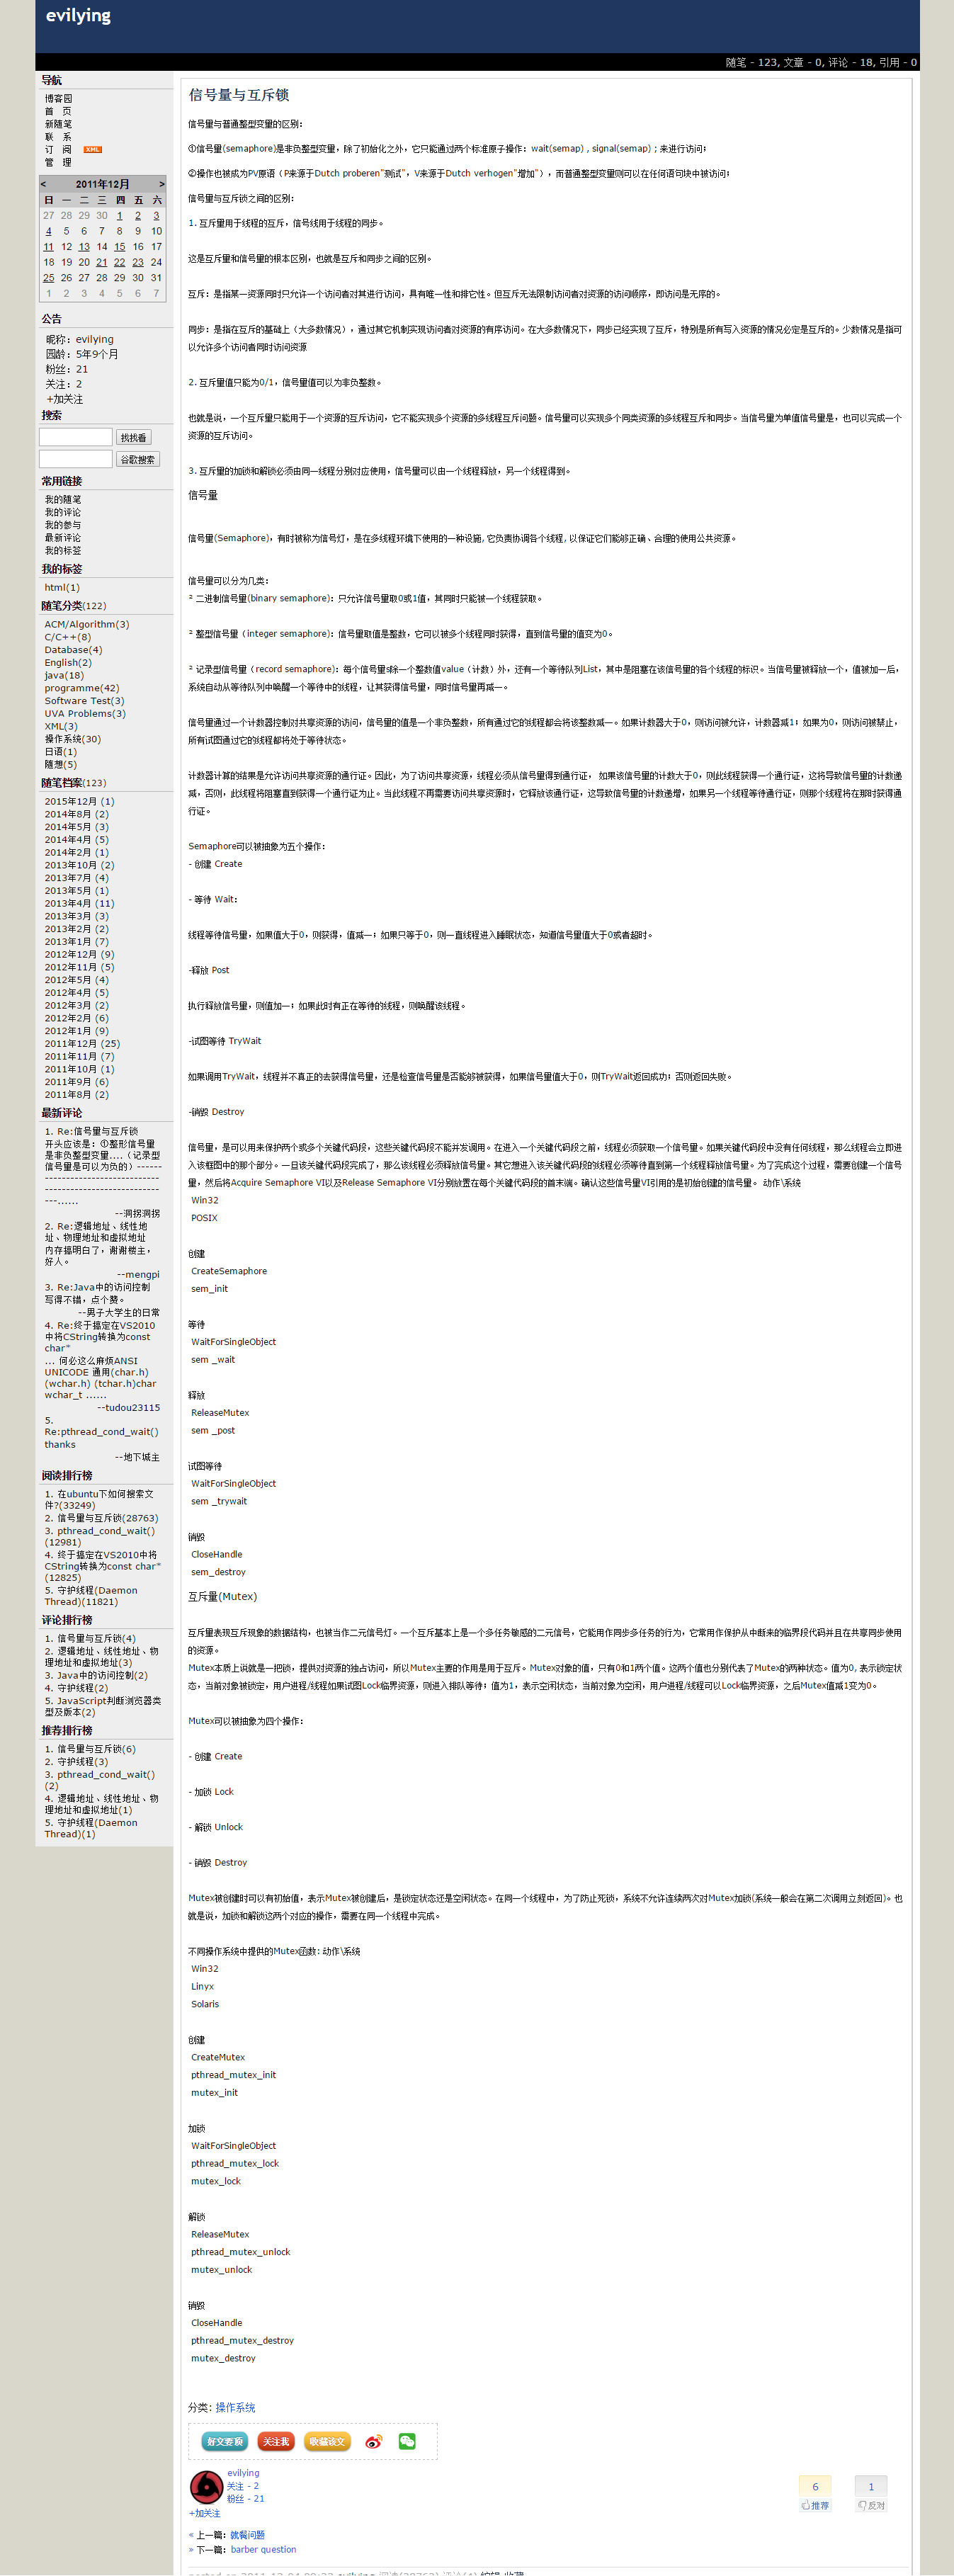 evilying
随笔 - 123, 文章 - 0, 评论 - 18, 引用 - 0
导航
博客园
首 页
新随笔
联 系
订 阅 XML
管 理
< 2011年12月 >
日 一 二 三 四 五 六
27 28 29 30 1 2 3
4 5 6 7 8 9 10
11 12 13 14 15 16 17
18 19 20 21 22 23 24
25 26 27 28 29 30 31
1 2 3 4 5 6 7
公告
昵称：evilying
园龄：5年9个月
粉丝：21
关注：2
+加关注
搜索
找找看
谷歌搜索
常用链接
我的随笔
我的评论
我的参与
最新评论
我的标签
我的标签
html(1)
随笔分类(122)
ACM/Algorithm(3)
C/C++(8)
Database(4)
English(2)
java(18)
programme(42)
Software Test(3)
UVA Problems(3)
XML(3)
操作系统(30)
日语(1)
随想(5)
随笔档案(123)
2015年12月 (1)
2014年8月 (2)
2014年5月 (3)
2014年4月 (5)
2014年2月 (1)
2013年10月 (2)
2013年7月 (4)
2013年5月 (1)
2013年4月 (11)
2013年3月 (3)
2013年2月 (2)
2013年1月 (7)
2012年12月 (9)
2012年11月 (5)
2012年5月 (4)
2012年4月 (5)
2012年3月 (2)
2012年2月 (6)
2012年1月 (9)
2011年12月 (25)
2011年11月 (7)
2011年10月 (1)
2011年9月 (6)
2011年8月 (2)
最新评论
1. Re:信号量与互斥锁
开头应该是：①整形信号量
是非负整型变量....（记录型
信号量是可以为负的）------
---------------------------
---------------------------
---......
--洞拐洞拐
2. Re:逻辑地址、线性地
址、物理地址和虚拟地址
内存搞明白了，谢谢楼主，
好人。
--mengpi
3. Re:Java中的访问控制
写得不错，点个赞。
--男子大学生的日常
4. Re:终于搞定在VS2010
中将CString转换为const
char*
... 何必这么麻烦ANSI
UNICODE 通用(char.h)
(wchar.h) (tchar.h)char
wchar_t ......
--tudou23115
5.
Re:pthread_cond_wait()
thanks
--地下城主
阅读排行榜
1. 在ubuntu下如何搜索文
件?(33249)
2. 信号量与互斥锁(28763)
3. pthread_cond_wait()
(12981)
4. 终于搞定在VS2010中将
CString转换为const char*
(12825)
5. 守护线程(Daemon
Thread)(11821)
评论排行榜
1. 信号量与互斥锁(4)
2. 逻辑地址、线性地址、物
理地址和虚拟地址(3)
3. Java中的访问控制(2)
4. 守护线程(2)
5. JavaScript判断浏览器类
型及版本(2)
推荐排行榜
1. 信号量与互斥锁(6)
2. 守护线程(3)
3. pthread_cond_wait()
(2)
4. 逻辑地址、线性地址、物
理地址和虚拟地址(1)
5. 守护线程(Daemon
Thread)(1)
信号量与互斥锁
信号量与普通整型变量的区别：
①信号量(semaphore)是非负整型变量，除了初始化之外，它只能通过两个标准原子操作：wait(semap) , signal(semap) ; 来进行访问；
②操作也被成为PV原语（P来源于Dutch proberen"测试"，V来源于Dutch verhogen"增加"），而普通整型变量则可以在任何语句块中被访问；
信号量与互斥锁之间的区别：
1. 互斥量用于线程的互斥，信号线用于线程的同步。
这是互斥量和信号量的根本区别，也就是互斥和同步之间的区别。
互斥：是指某一资源同时只允许一个访问者对其进行访问，具有唯一性和排它性。但互斥无法限制访问者对资源的访问顺序，即访问是无序的。
同步：是指在互斥的基础上（大多数情况），通过其它机制实现访问者对资源的有序访问。在大多数情况下，同步已经实现了互斥，特别是所有写入资源的情况必定是互斥的。少数情况是指可
以允许多个访问者同时访问资源
2. 互斥量值只能为0/1，信号量值可以为非负整数。
也就是说，一个互斥量只能用于一个资源的互斥访问，它不能实现多个资源的多线程互斥问题。信号量可以实现多个同类资源的多线程互斥和同步。当信号量为单值信号量是，也可以完成一个
资源的互斥访问。
3. 互斥量的加锁和解锁必须由同一线程分别对应使用，信号量可以由一个线程释放，另一个线程得到。
信号量
信号量(Semaphore)，有时被称为信号灯，是在多线程环境下使用的一种设施, 它负责协调各个线程, 以保证它们能够正确、合理的使用公共资源。
信号量可以分为几类：
² 二进制信号量(binary semaphore)：只允许信号量取0或1值，其同时只能被一个线程获取。
² 整型信号量（integer semaphore)：信号量取值是整数，它可以被多个线程同时获得，直到信号量的值变为0。
² 记录型信号量（record semaphore)：每个信号量s除一个整数值value（计数）外，还有一个等待队列List，其中是阻塞在该信号量的各个线程的标识。当信号量被释放一个，值被加一后，
系统自动从等待队列中唤醒一个等待中的线程，让其获得信号量，同时信号量再减一。
信号量通过一个计数器控制对共享资源的访问，信号量的值是一个非负整数，所有通过它的线程都会将该整数减一。如果计数器大于0，则访问被允许，计数器减1；如果为0，则访问被禁止，
所有试图通过它的线程都将处于等待状态。
计数器计算的结果是允许访问共享资源的通行证。因此，为了访问共享资源，线程必须从信号量得到通行证， 如果该信号量的计数大于0，则此线程获得一个通行证，这将导致信号量的计数递
减，否则，此线程将阻塞直到获得一个通行证为止。当此线程不再需要访问共享资源时，它释放该通行证，这导致信号量的计数递增，如果另一个线程等待通行证，则那个线程将在那时获得通
行证。
Semaphore可以被抽象为五个操作：
- 创建 Create
- 等待 Wait：
线程等待信号量，如果值大于0，则获得，值减一；如果只等于0，则一直线程进入睡眠状态，知道信号量值大于0或者超时。
-释放 Post
执行释放信号量，则值加一；如果此时有正在等待的线程，则唤醒该线程。
-试图等待 TryWait
如果调用TryWait，线程并不真正的去获得信号量，还是检查信号量是否能够被获得，如果信号量值大于0，则TryWait返回成功；否则返回失败。
-销毁 Destroy
信号量，是可以用来保护两个或多个关键代码段，这些关键代码段不能并发调用。在进入一个关键代码段之前，线程必须获取一个信号量。如果关键代码段中没有任何线程，那么线程会立即进
入该框图中的那个部分。一旦该关键代码段完成了，那么该线程必须释放信号量。其它想进入该关键代码段的线程必须等待直到第一个线程释放信号量。为了完成这个过程，需要创建一个信号
量，然后将Acquire Semaphore VI以及Release Semaphore VI分别放置在每个关键代码段的首末端。确认这些信号量VI引用的是初始创建的信号量。 动作\系统
Win32
POSIX
创建
CreateSemaphore
sem_init
等待
WaitForSingleObject
sem _wait
释放
ReleaseMutex
sem _post
试图等待
WaitForSingleObject
sem _trywait
销毁
CloseHandle
sem_destroy
互斥量(Mutex)
互斥量表现互斥现象的数据结构，也被当作二元信号灯。一个互斥基本上是一个多任务敏感的二元信号，它能用作同步多任务的行为，它常用作保护从中断来的临界段代码并且在共享同步使用
的资源。
Mutex本质上说就是一把锁，提供对资源的独占访问，所以Mutex主要的作用是用于互斥。Mutex对象的值，只有0和1两个值。这两个值也分别代表了Mutex的两种状态。值为0, 表示锁定状
态，当前对象被锁定，用户进程/线程如果试图Lock临界资源，则进入排队等待；值为1，表示空闲状态，当前对象为空闲，用户进程/线程可以Lock临界资源，之后Mutex值减1变为0。
Mutex可以被抽象为四个操作：
- 创建 Create
- 加锁 Lock
- 解锁 Unlock
- 销毁 Destroy
Mutex被创建时可以有初始值，表示Mutex被创建后，是锁定状态还是空闲状态。在同一个线程中，为了防止死锁，系统不允许连续两次对Mutex加锁(系统一般会在第二次调用立刻返回)。也
就是说，加锁和解锁这两个对应的操作，需要在同一个线程中完成。
不同操作系统中提供的Mutex函数: 动作\系统
Win32
Linyx
Solaris
创建
CreateMutex
pthread_mutex_init
mutex_init
加锁
WaitForSingleObject
pthread_mutex_lock
mutex_lock
解锁
ReleaseMutex
pthread_mutex_unlock
mutex_unlock
销毁
CloseHandle
pthread_mutex_destroy
mutex_destroy
分类: 操作系统
好文要顶 关注我 收藏该文
evilying
关注 - 2
粉丝 - 21
+加关注
6 推荐
1 反对
« 上一篇：就餐问题
» 下一篇：barber question